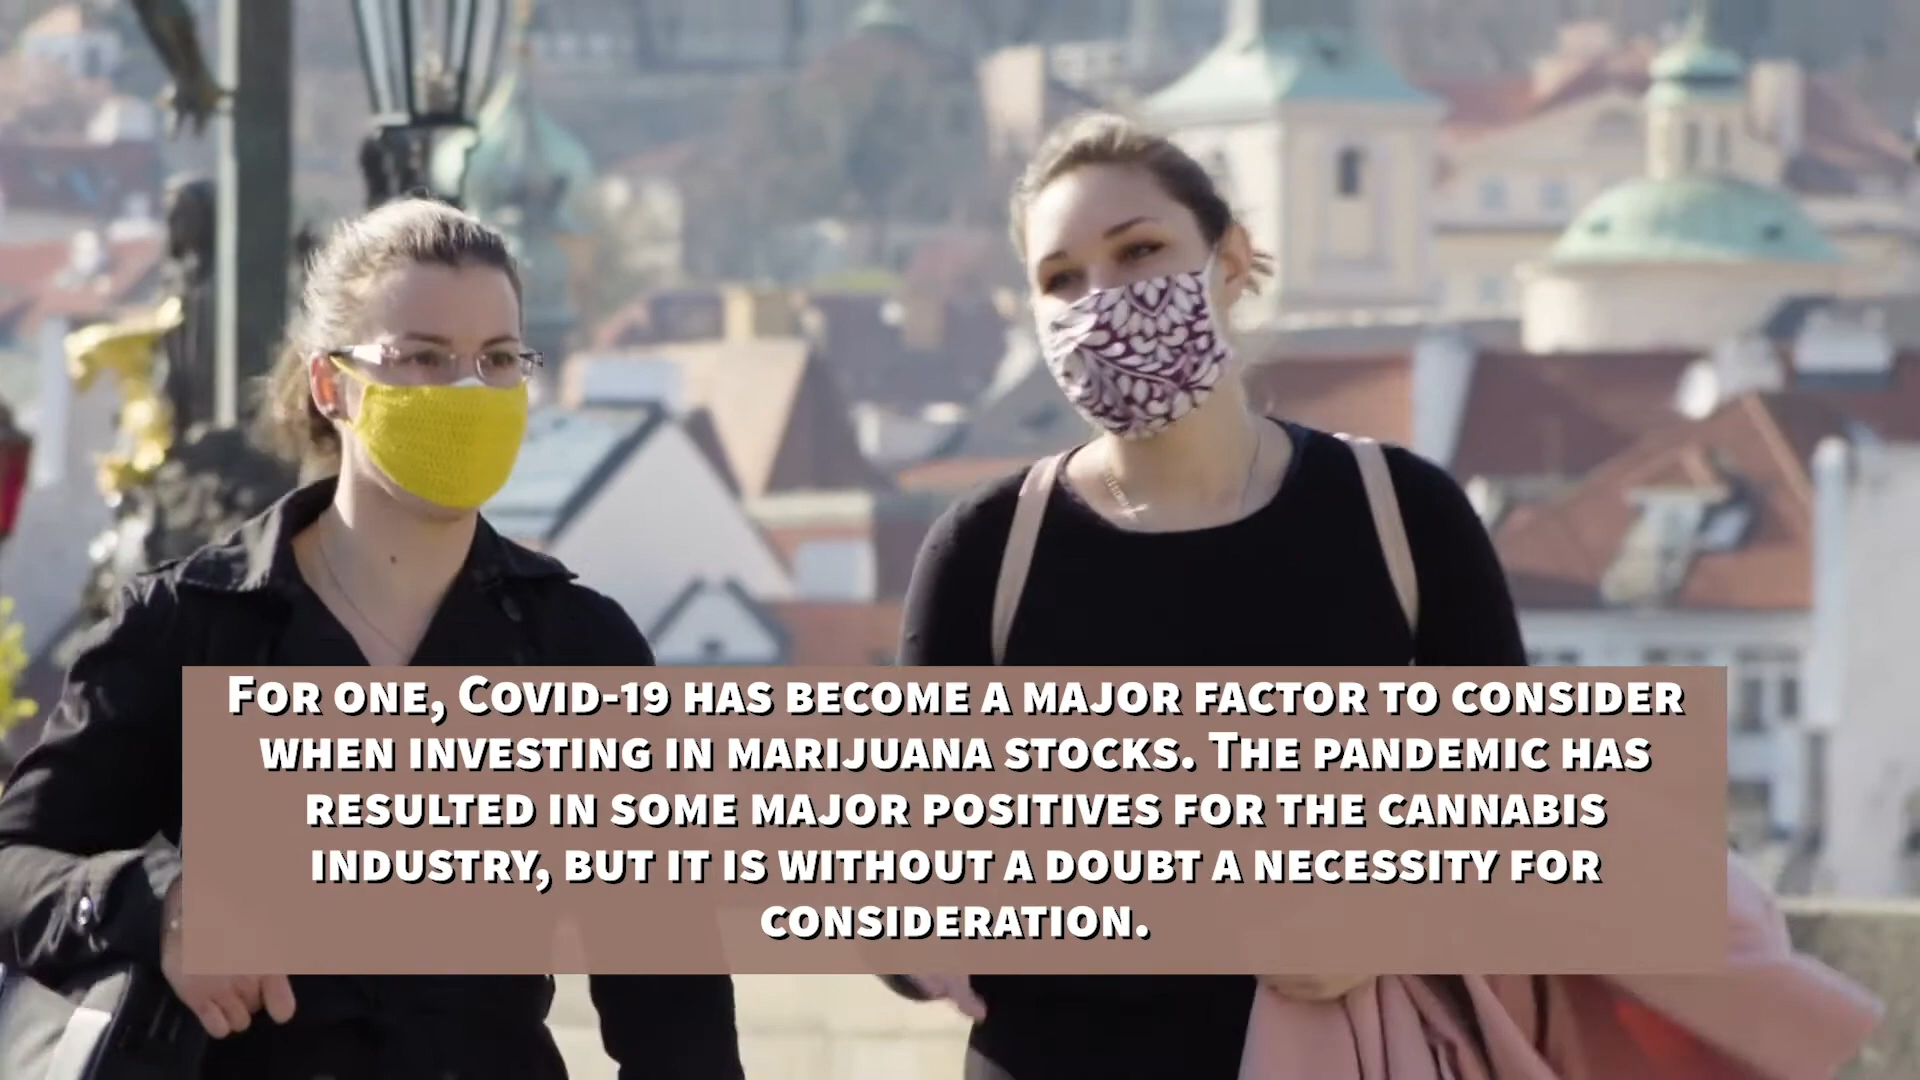 For one, Covid-19 has become a major factor to consider
when investing in marijuana stocks. The pandemic has
resulted in some major positives for the cannabis
industry, but it is without a doubt a necessity for
consideration.